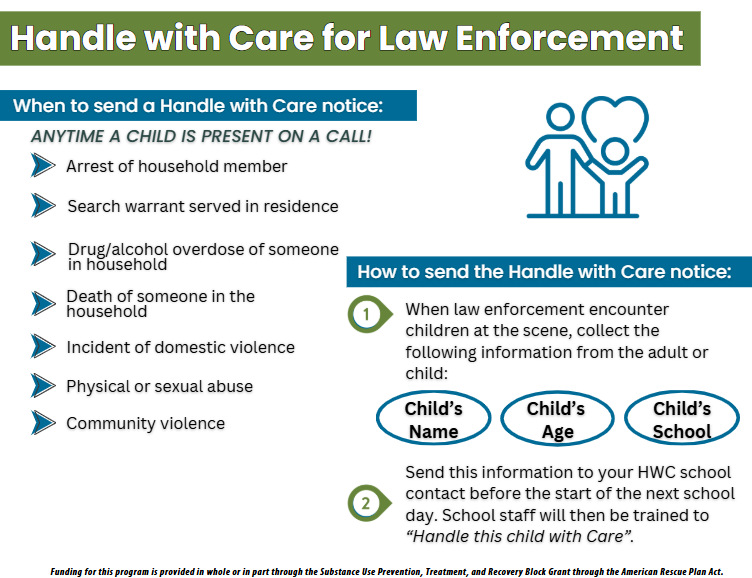 Handle with Care for Law Enforcement
When to send a Handle with Care notice:
ANYTIME A CHILD IS PRESENT ON A CALL!
Arrest of household member
Search warrant served in residence
Drug/alcohol overdose of someone
in household
Death of someone in the
household
Incident of domestic violence
Physical or sexual abuse
Community violence
How to send the Handle with Care notice:
1
When law enforcement encounter
children at the scene, collect the
following information from the adult or
child:
Child's Name
Child's Age
Child's School
2
Send this information to your HWC school
contact before the start of the next school
day. School staff will then be trained to
“Handle this child with Care”.
Funding for this program is provided in whole or in part through the Substance Use Prevention, Treatment, and Recovery Block Grant through the American Rescue Plan Act.